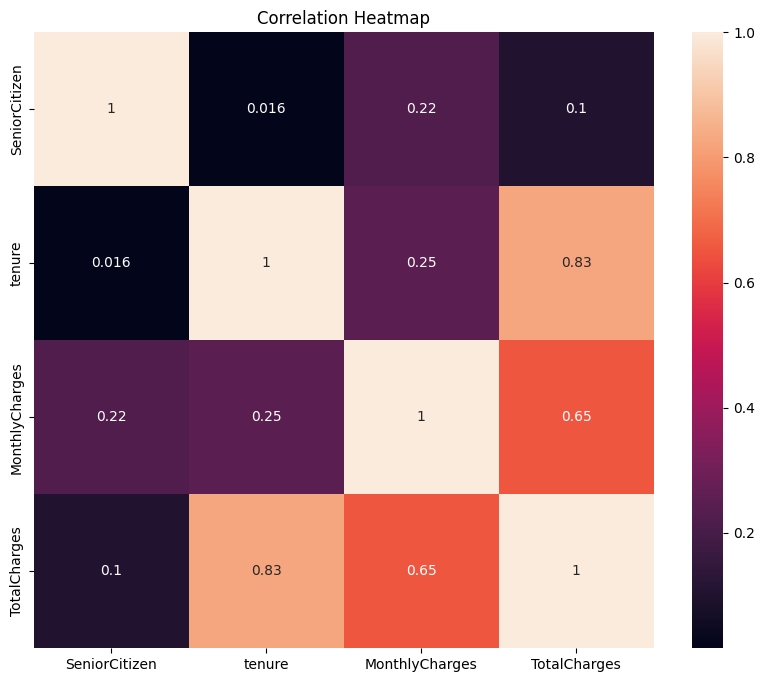 Correlation Heatmap
SeniorCitizen
1
0.016
0.22
0.1
tenure
0.016
1
0.25
0.83
MonthlyCharges
0.22
0.25
1
0.65
TotalCharges
0.1
0.83
0.65
1
SeniorCitizen
tenure
MonthlyCharges
TotalCharges
1.0
0.8
0.6
0.4
0.2